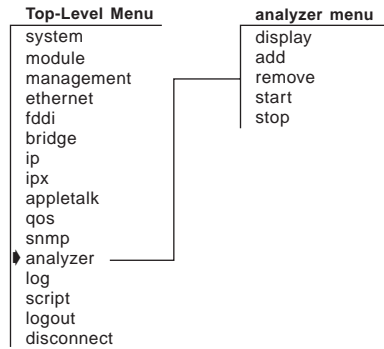 Top-Level Menu
system
module
management
ethernet
fddi
bridge
ip
ipx
appletalk
qos
snmp
analyzer
log
script
logout
disconnect
analyzer menu
display
add
remove
start
stop